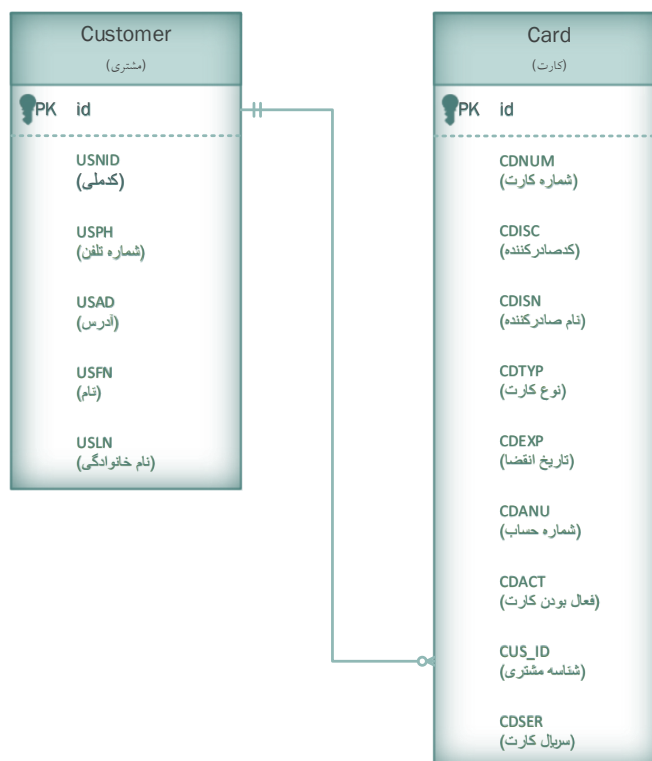 Customer
(مشتری)
PK id
USNID
(کدملی)
USPH
(شماره تلفن)
USAD
(آدرس)
USFN
(نام)
USLN
(نام خانوادگی)
Card
(کارت)
PK id
CDNUM
(شماره کارت)
CDISC
(کدصادرکننده)
CDISN
(نام صادرکننده)
CDTYP
(نوع کارت)
CDEXP
(تاریخ انقضا)
CDANU
(شماره حساب)
CDACT
(فعال بودن کارت)
CUS_ID
(شناسه مشتری)
CDSER
(سریال کارت)